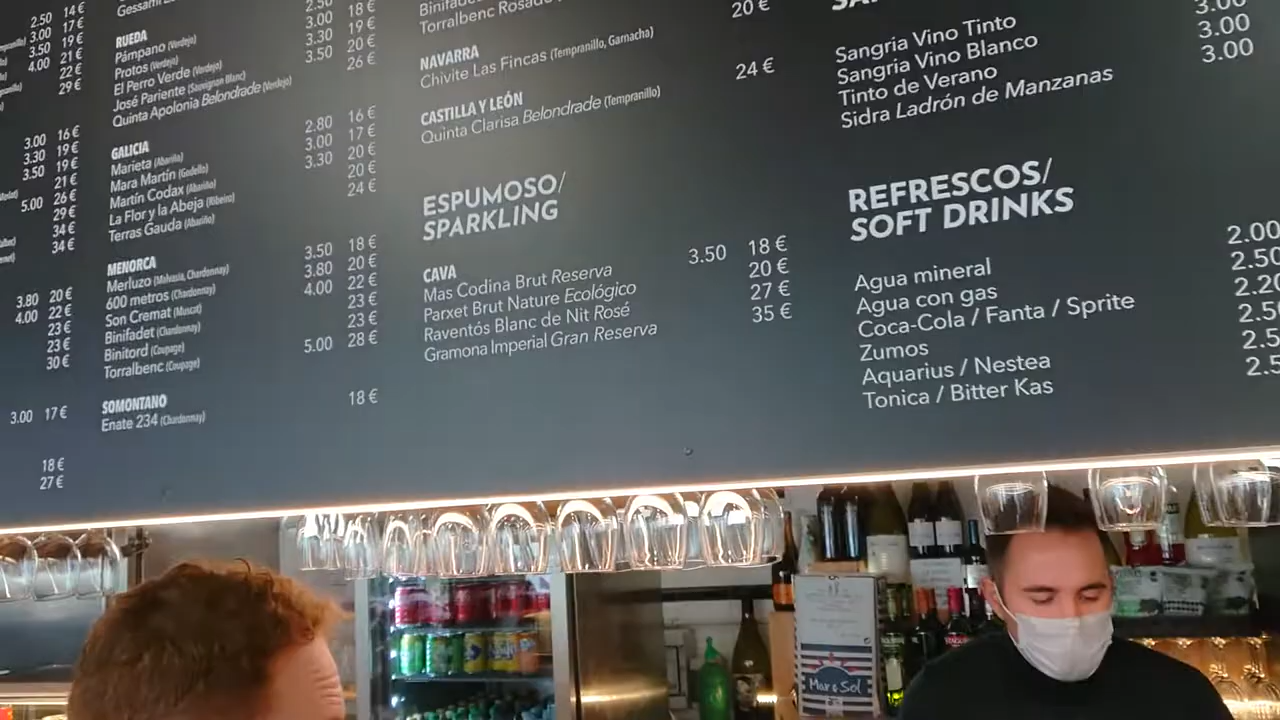 2.50 14 €
3.00 17 €
3.50 19 €
4.00 21 €
22 €
29 €
3.00 16 €
3.30 19 €
3.50 19 €
21 €
5.00 26 €
29 €
34 €
34 €
3.80 20 €
4.00 22 €
23 €
23 €
30 €
3.00 17 €
18 €
27 €
RUEDA
Pámpano (Verdejo)
Protos (Verdejo)
El Perro Verde (Verdejo)
José Pariente (Sauvignon Blanc)
Quinta Apolonia Belondrade (Verdejo)
2.50
3.00 18 €
3.30 19 €
3.50 20 €
26 €
GALICIA
Marieta (Abariño)
Mara Martín (Godello)
Martín Codax (Abariño)
La Flor y la Abeja (Ribeiro)
Terras Gauda (Abariño)
2.80 16 €
3.00 17 €
3.30 20 €
20 €
24 €
MENORCA
Merluzo (Malvasia, Chardonnay)
600 metros (Chardonnay)
Son Cremat (Muscat)
Binifadet (Chardonnay)
Binitord (Coupage)
Torralbenc (Coupage)
3.50 18 €
3.80 20 €
4.00 22 €
23 €
23 €
5.00 28 €
SOMONTANO
Enate 234 (Chardonnay)
18 €
Torralbenc Rosado
20 €
NAVARRA
Chivite Las Fincas (Tempranillo, Garnacha)
24 €
CASTILLA Y LEÓN
Quinta Clarisa Belondrade (Tempranillo)
ESPUMOSO/
SPARKLING
CAVA
Mas Codina Brut Reserva 3.50 18 €
Parxet Brut Nature Ecológico 20 €
Raventós Blanc de Nit Rosé 27 €
Gramona Imperial Gran Reserva 35 €
Sangría Vino Tinto 3.00
Sangría Vino Blanco 3.00
Tinto de Verano 3.00
Sidra Ladrón de Manzanas
REFRESCOS/
SOFT DRINKS
Agua mineral 2.00
Agua con gas 2.50
Coca-Cola / Fanta / Sprite 2.20
Zumos
Aquarius / Nestea
Tonica / Bitter Kas
Mar & Sol